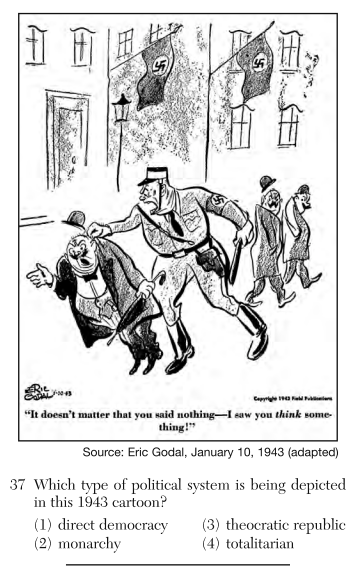 ERIC
GODAL
1-10-43
Copyright 1943 Field Publications
"It doesn't matter that you said nothing—I saw you think some-
thing!"
Source: Eric Godal, January 10, 1943 (adapted)
37 Which type of political system is being depicted
in this 1943 cartoon?
(1) direct democracy (3) theocratic republic
(2) monarchy (4) totalitarian